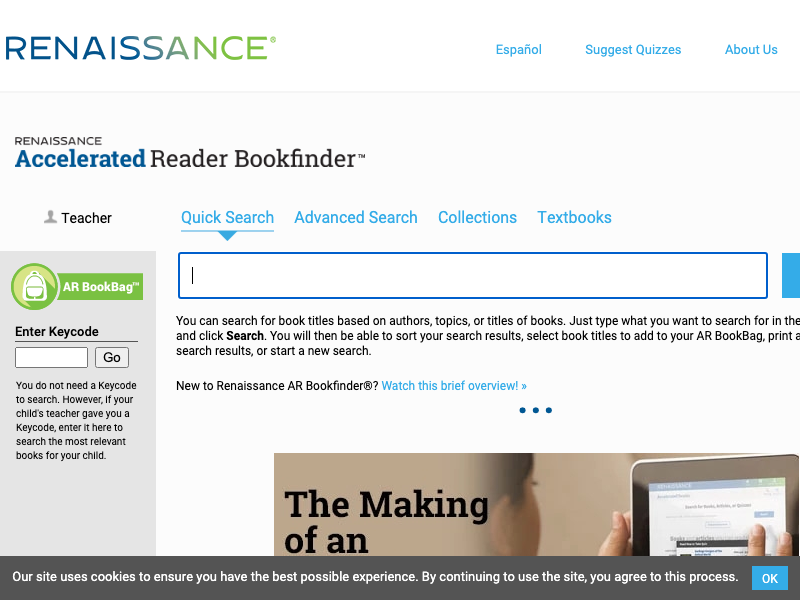 RENAISSANCE®
Español
Suggest Quizzes
About Us
RENAISSANCE
Accelerated Reader Bookfinder™
Teacher
Quick Search
Advanced Search
Collections
Textbooks
AR BookBag™
Enter Keycode
Go
You do not need a Keycode
to search. However, if your
child's teacher gave you a
Keycode, enter it here to
search the most relevant
books for your child.
You can search for book titles based on authors, topics, or titles of books. Just type what you want to search for in the
and click Search. You will then be able to sort your search results, select book titles to add to your AR BookBag, print a
search results, or start a new search.
New to Renaissance AR Bookfinder®? Watch this brief overview! »
The Making
of an
Our site uses cookies to ensure you have the best possible experience. By continuing to use the site, you agree to this process.
OK